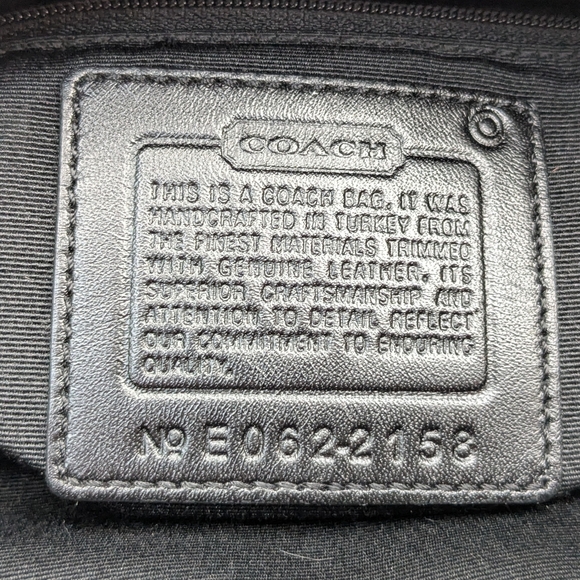 COACH
THIS IS A COACH BAG. IT WAS
HANDCRAFTED IN TURKEY FROM
THE FINEST MATERIALS TRIMMED
WITH GENUINE LEATHER. ITS
SUPERIOR CRAFTSMANSHIP AND
ATTENTION TO DETAIL REFLECT
OUR COMMITMENT TO ENDURING
QUALITY.
No E062-2158